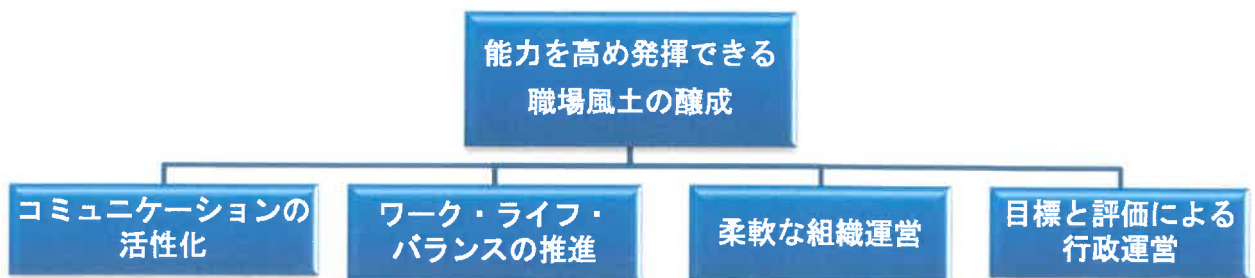 能力を高め発揮できる
職場風土の醸成
コミュニケーションの
活性化
ワーク・ライフ・
バランスの推進
柔軟な組織運営
目標と評価による
行政運営